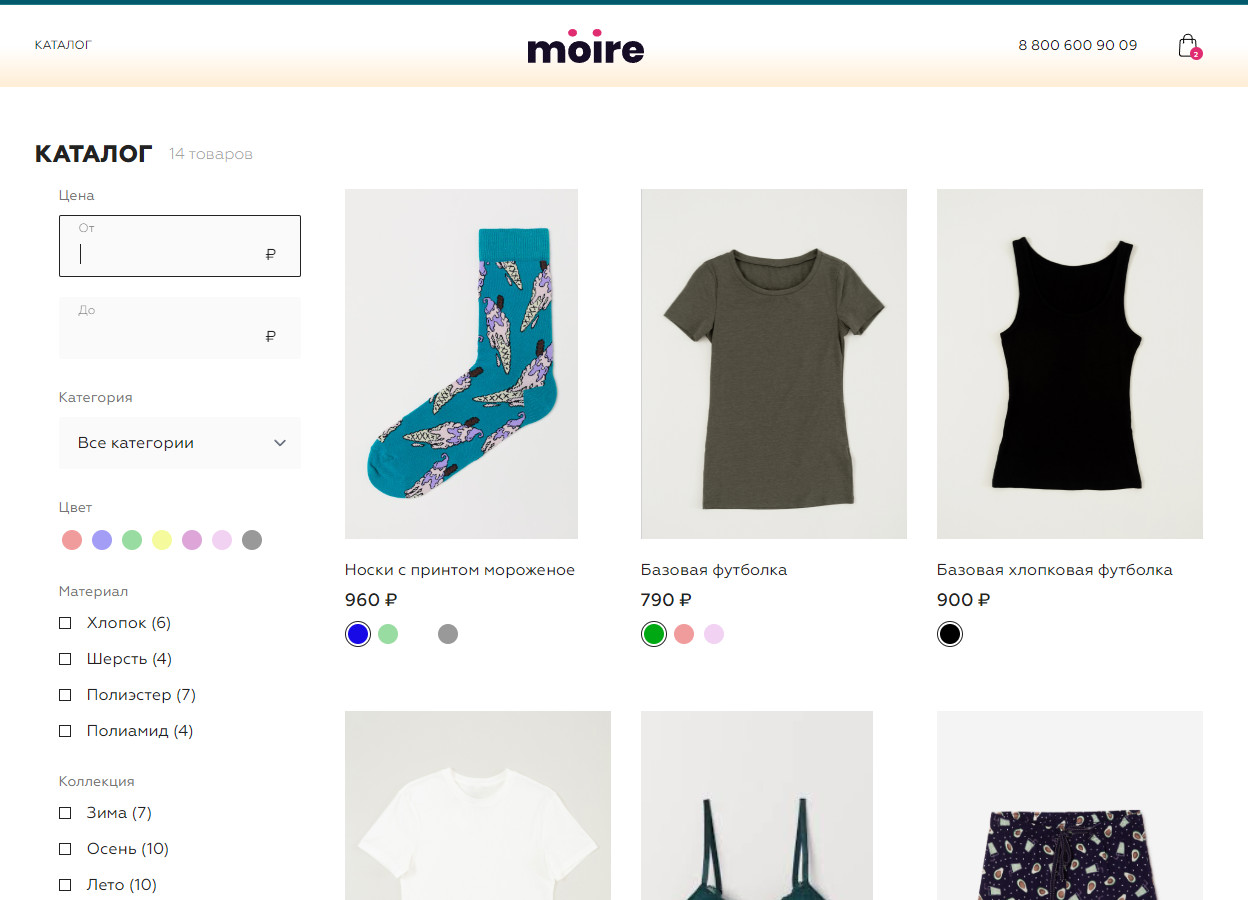 КАТАЛОГ
moire
8 800 600 90 09
2
КАТАЛОГ 14 товаров
Цена
От
₽
До
₽
Категория
Все категории
Цвет
Материал
Хлопок (6)
Шерсть (4)
Полиэстер (7)
Полиамид (4)
Коллекция
Зима (7)
Осень (10)
Лето (10)
Носки с принтом мороженое
960 ₽
Базовая футболка
790 ₽
Базовая хлопковая футболка
900 ₽